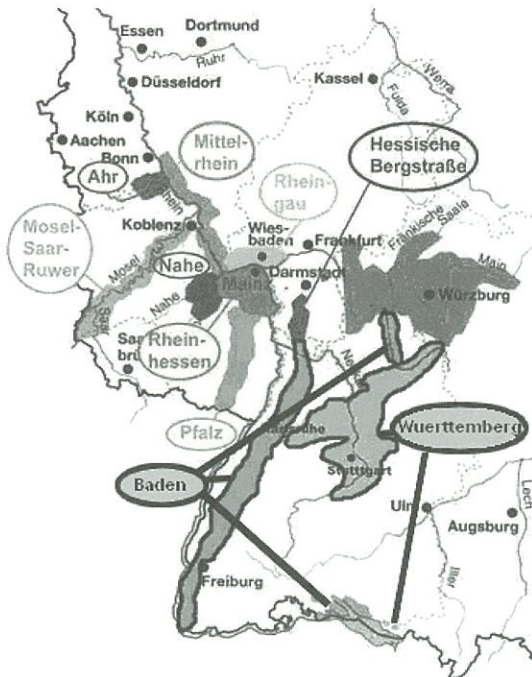 Dortmund
Essen
Ruhr
Düsseldorf
Kassel
Werra
Fulda
Köln
Aachen
Bonn
Mittel-
rhein
Hessische
Bergstraße
Ahr
Rhein-
gau
Koblenz
Wies-
baden
Frankfurt
Fränkische
Saale
Mosel-
Saar-
Ruwer
Mosel
Nahe
Mainz
Darmstadt
Main
Würzburg
Nahe
Saar
Rhein-
hessen
Pfalz
Wuerttemberg
Stuttgart
Baden
Ulm
Augsburg
Lech
Iller
Freiburg